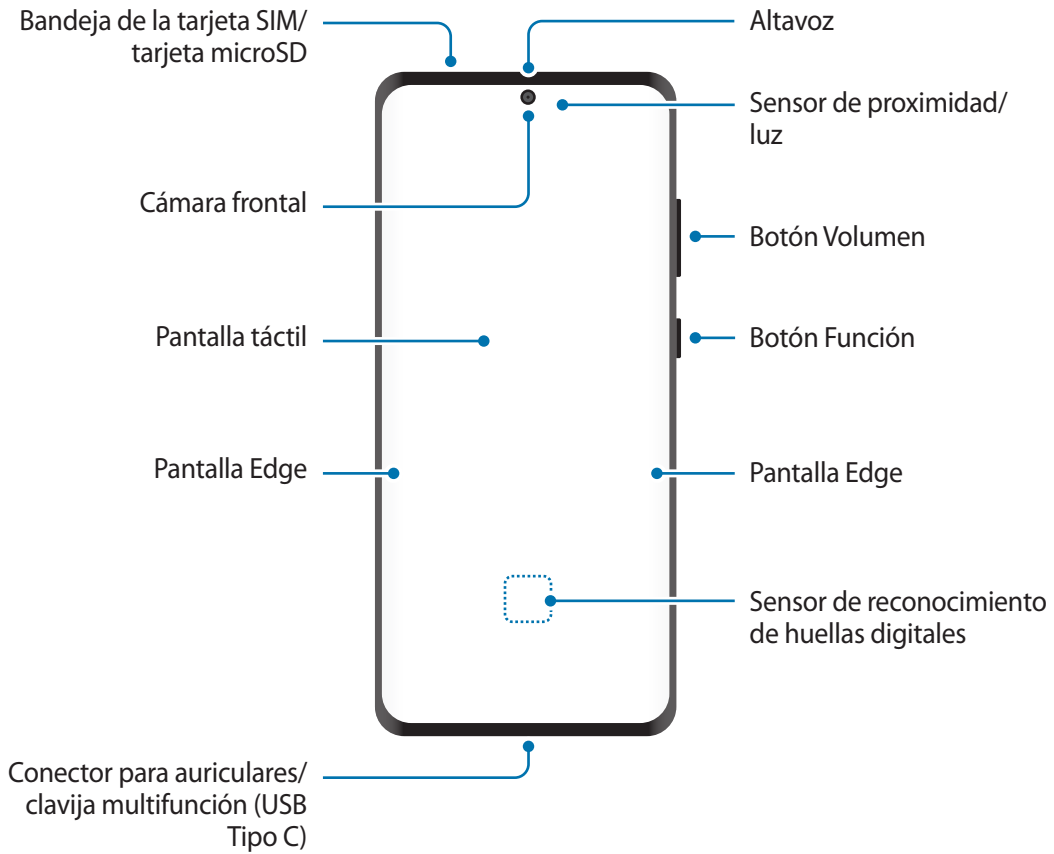 Bandeja de la tarjeta SIM/
tarjeta microSD
Altavoz
Sensor de proximidad/
luz
Cámara frontal
Botón Volumen
Pantalla táctil
Botón Función
Pantalla Edge
Pantalla Edge
Sensor de reconocimiento
de huellas digitales
Conector para auriculares/
clavija multifunción (USB
Tipo C)